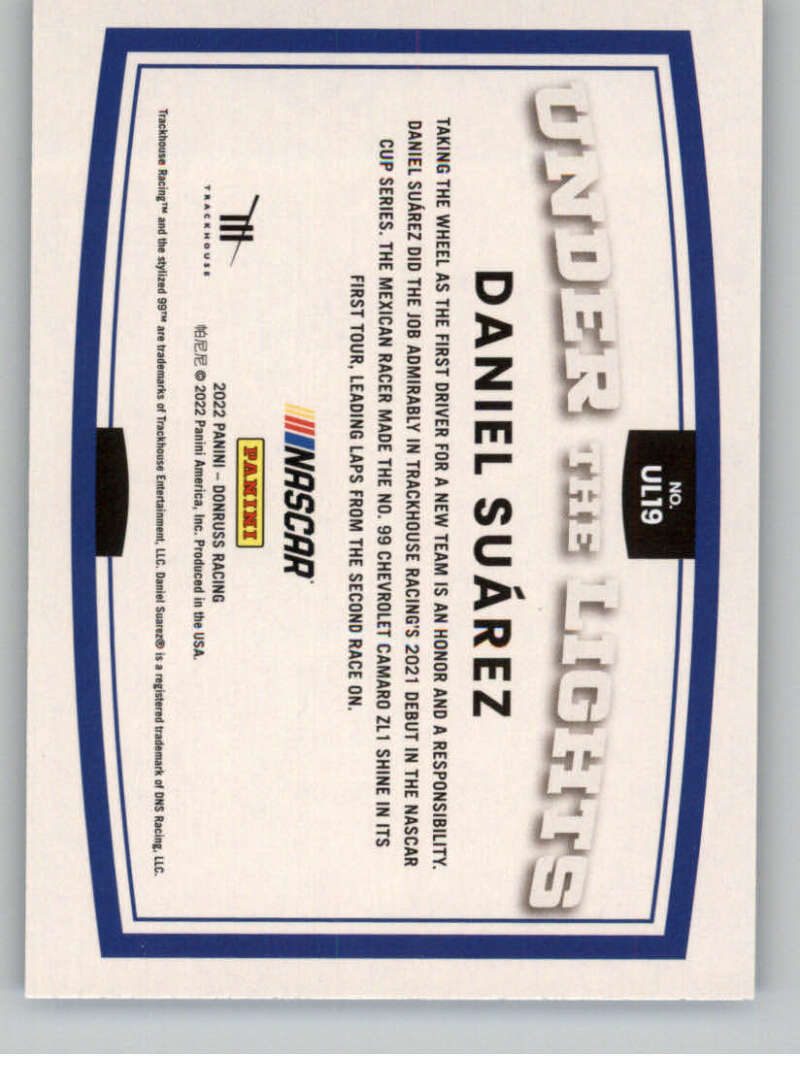 NO.
UL19
UNDER THE LIGHTS
DANIEL SUÁREZ
TAKING THE WHEEL AS THE FIRST DRIVER FOR A NEW TEAM IS AN HONOR AND A RESPONSIBILITY.
DANIEL SUÁREZ DID THE JOB ADMIRABLY IN TRACKHOUSE RACING'S 2021 DEBUT IN THE NASCAR
CUP SERIES. THE MEXICAN RACER MADE THE NO. 99 CHEVROLET CAMARO ZL1 SHINE IN ITS
FIRST TOUR, LEADING LAPS FROM THE SECOND RACE ON.
NASCAR
PANINI
TRACKHOUSE
2022 PANINI – DONRUSS RACING
帕尼尼 © 2022 Panini America, Inc. Produced in the USA.
Trackhouse Racing™ and the stylized 99™ are trademarks of Trackhouse Entertainment, LLC. Daniel Suarez® is a registered trademark of DNS Racing, LLC.